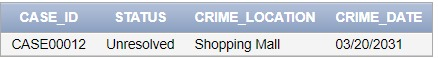 CASE_ID STATUS CRIME_LOCATION CRIME_DATE
CASE00012 Unresolved Shopping Mall 03/20/2031